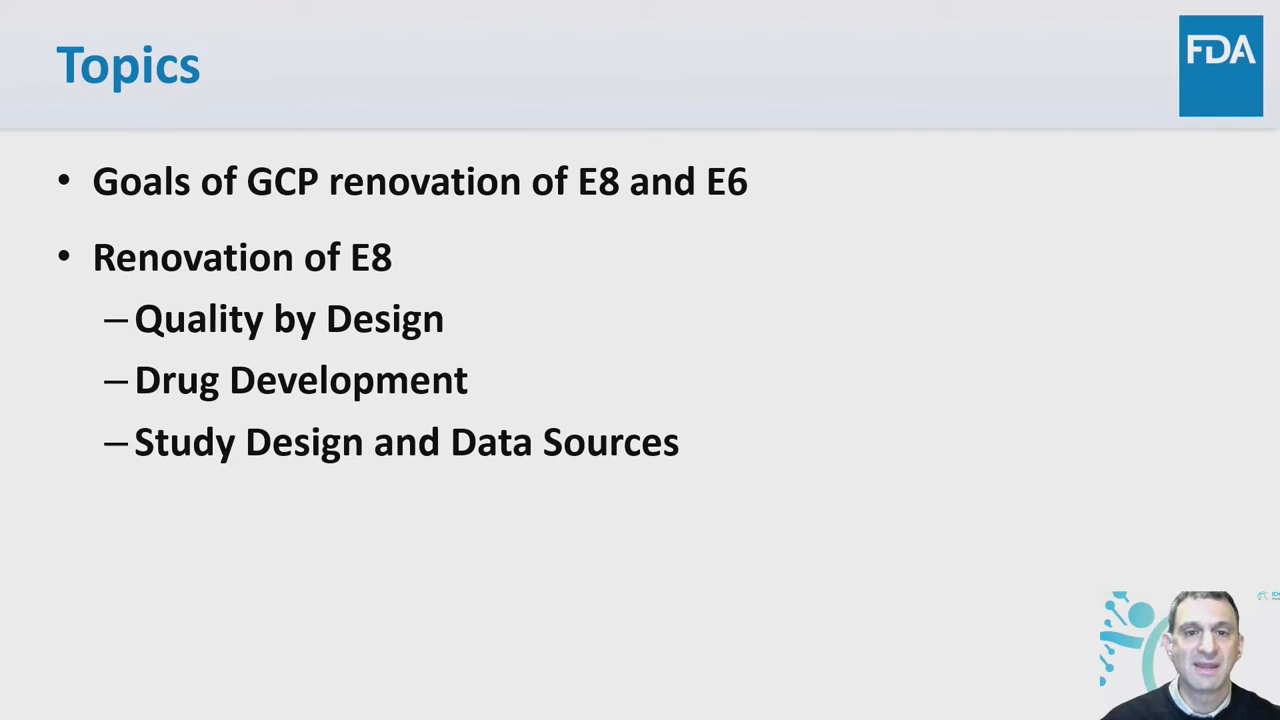 Topics
FDA
• Goals of GCP renovation of E8 and E6
• Renovation of E8
– Quality by Design
– Drug Development
– Study Design and Data Sources